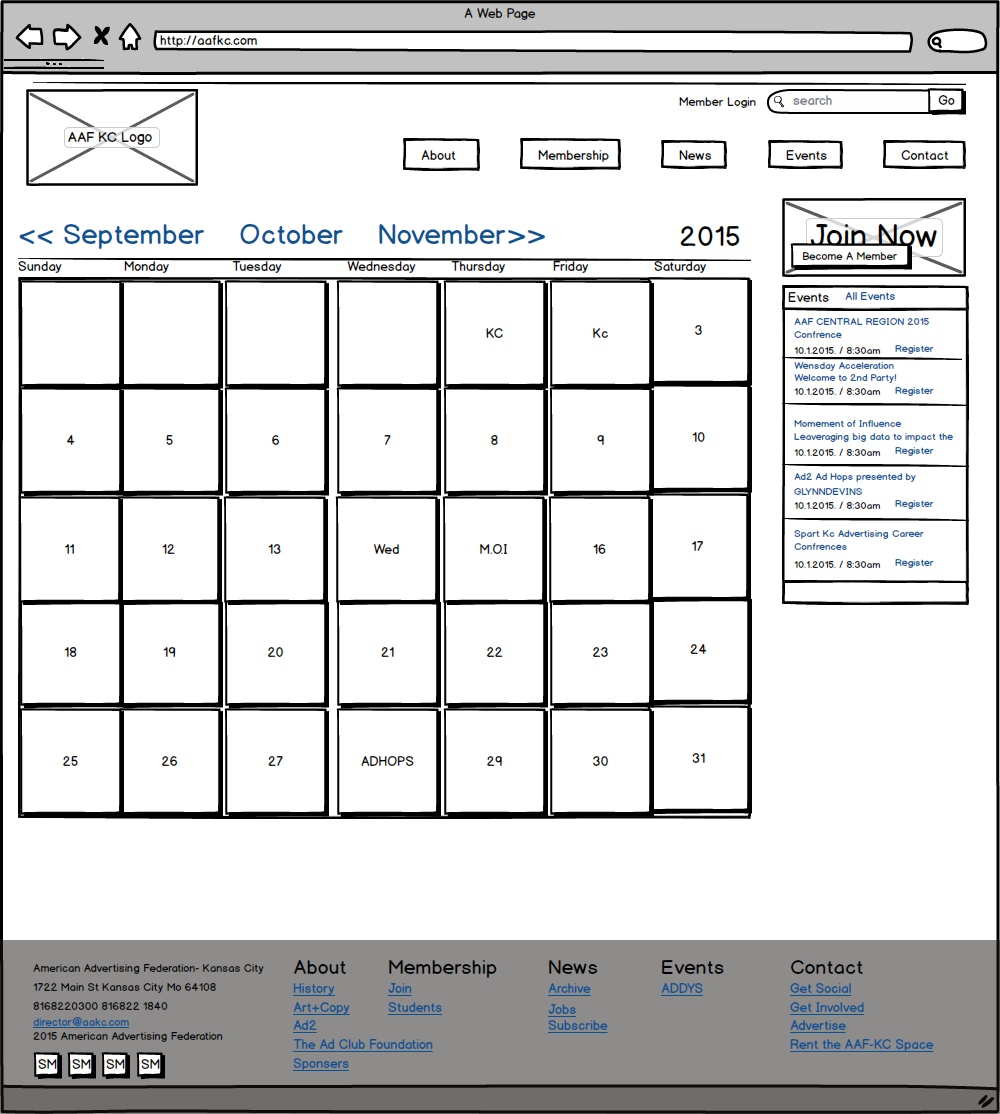 A Web Page
http://aafkc.com
Member Login
search
Go
AAF KC Logo
About
Membership
News
Events
Contact
<< September October November>> 2015
Join Now
Become A Member
Sunday Monday Tuesday Wednesday Thursday Friday Saturday
KC Kc 3
4 5 6 7 8 9 10
11 12 13 Wed M.O.I 16 17
18 19 20 21 22 23 24
25 26 27 ADHOPS 29 30 31
Events All Events
AAF CENTRAL REGION 2015
Confrence
10.1.2015. / 8:30am Register
Wensday Acceleration
Welcome to 2nd Party!
10.1.2015. / 8:30am Register
Momement of Influence
Leaveraging big data to impact the
10.1.2015. / 8:30am Register
Ad2 Ad Hops presented by
GLYNNDEVINS
10.1.2015. / 8:30am Register
Spart Kc Advertising Career
Confrences
10.1.2015. / 8:30am Register
American Advertising Federation- Kansas City
1722 Main St Kansas City Mo 64108
8168220300 816822 1840
director@aakc.com
2015 American Advertising Federation
SM SM SM SM
About
History
Art+Copy
Ad2
The Ad Club Foundation
Sponsers
Membership
Join
Students
News
Archive
Jobs
Subscribe
Events
ADDYS
Contact
Get Social
Get Involved
Advertise
Rent the AAF-KC Space